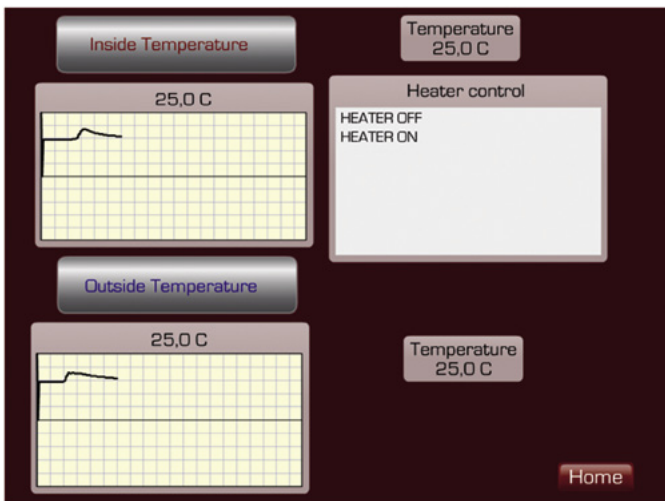 Inside Temperature
Temperature
25,0 C
25,0 C
Heater control
HEATER OFF
HEATER ON
Outside Temperature
25,0 C
Temperature
25,0 C
Home